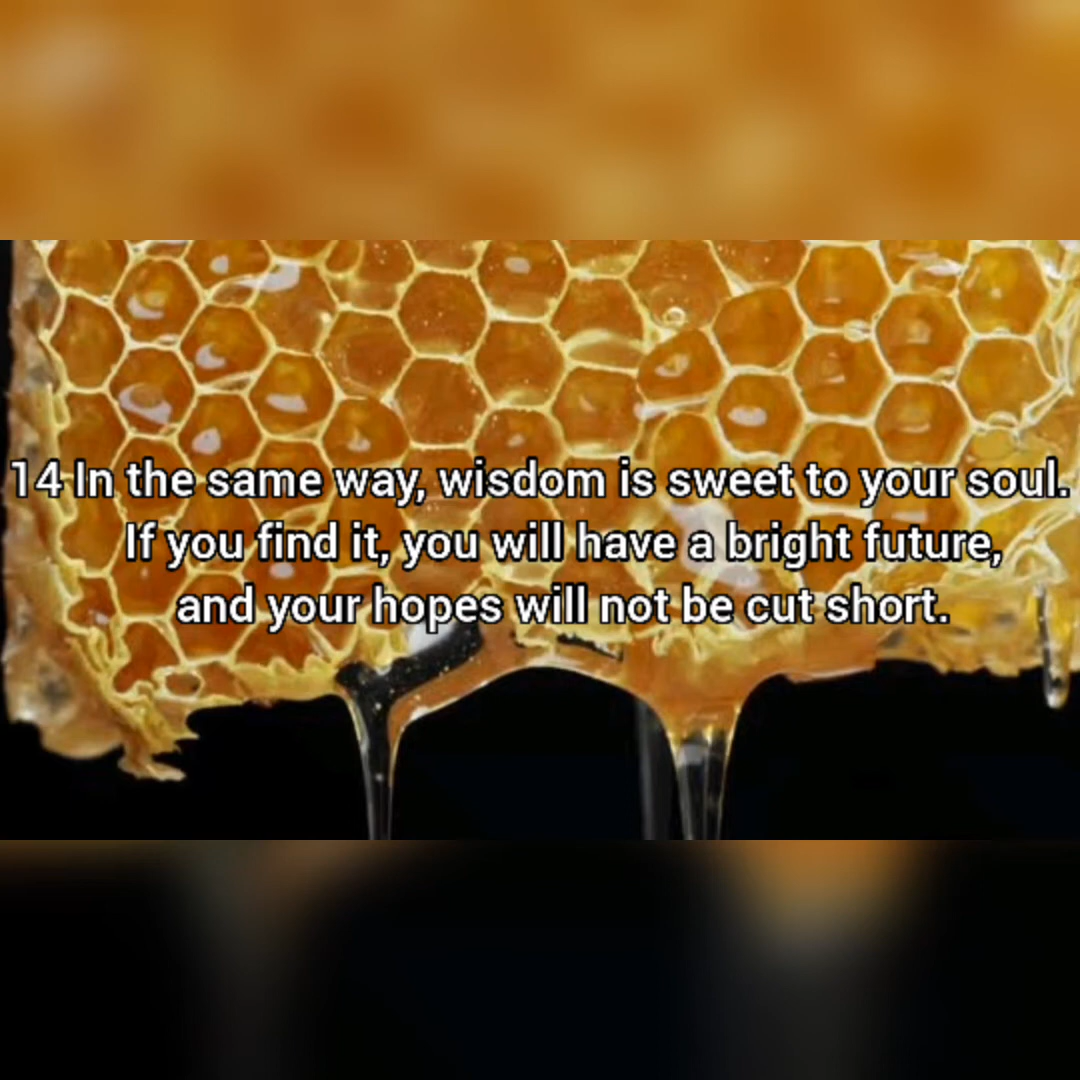 14 In the same way, wisdom is sweet to your soul.
If you find it, you will have a bright future,
and your hopes will not be cut short.